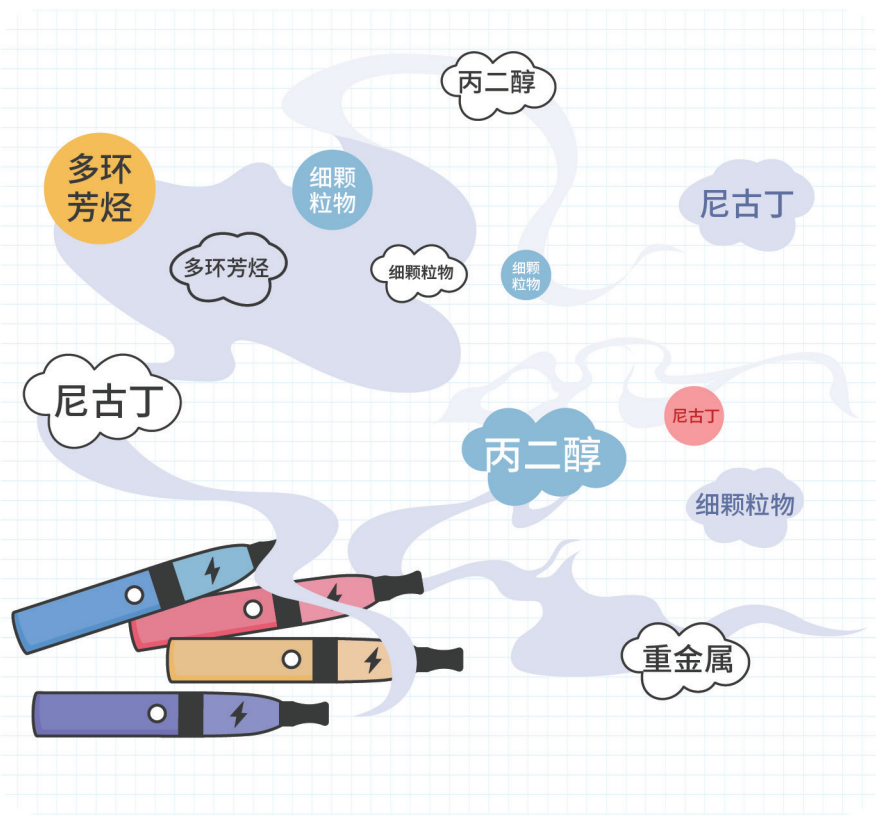 丙二醇
多环
芳烃
细颗
粒物
尼古丁
多环芳烃
细颗粒物
细颗
粒物
尼古丁
尼古丁
丙二醇
细颗粒物
重金属